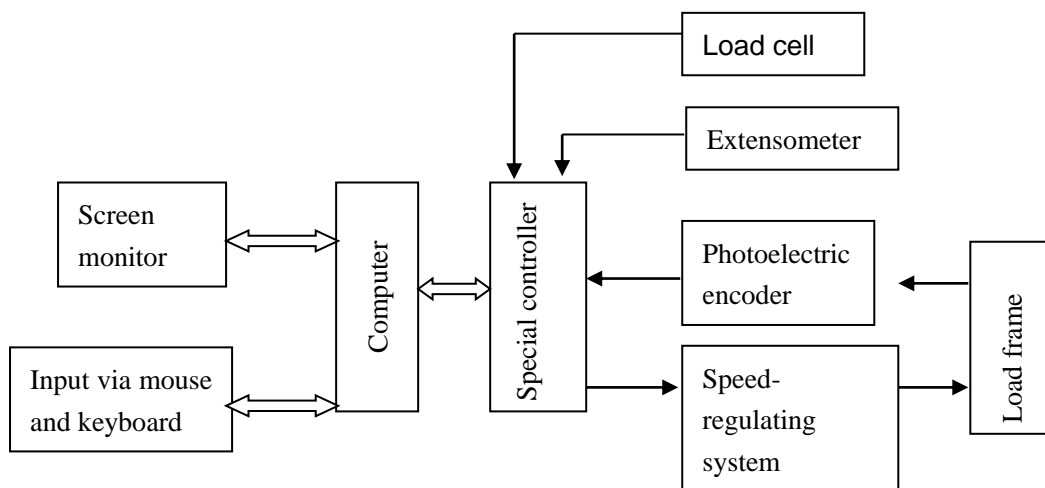 Load cell
Extensometer
Screen
monitor
Computer
Special controller
Photoelectric
encoder
Load frame
Input via mouse
and keyboard
Speed-
regulating
system